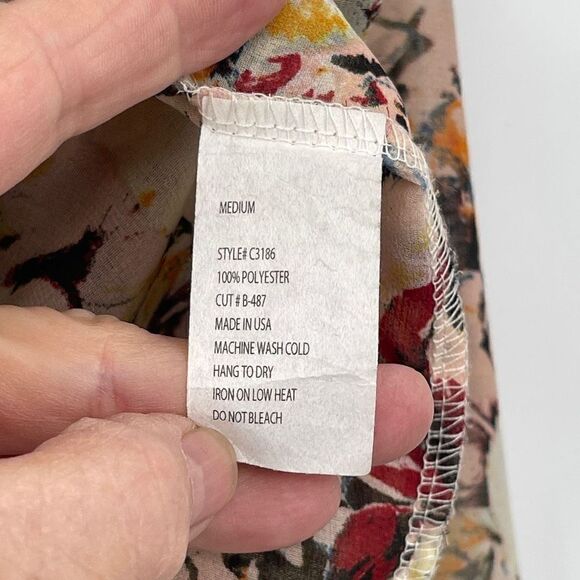 MEDIUM
STYLE# C3186
100% POLYESTER
CUT # B-487
MADE IN USA
MACHINE WASH COLD
HANG TO DRY
IRON ON LOW HEAT
DO NOT BLEACH